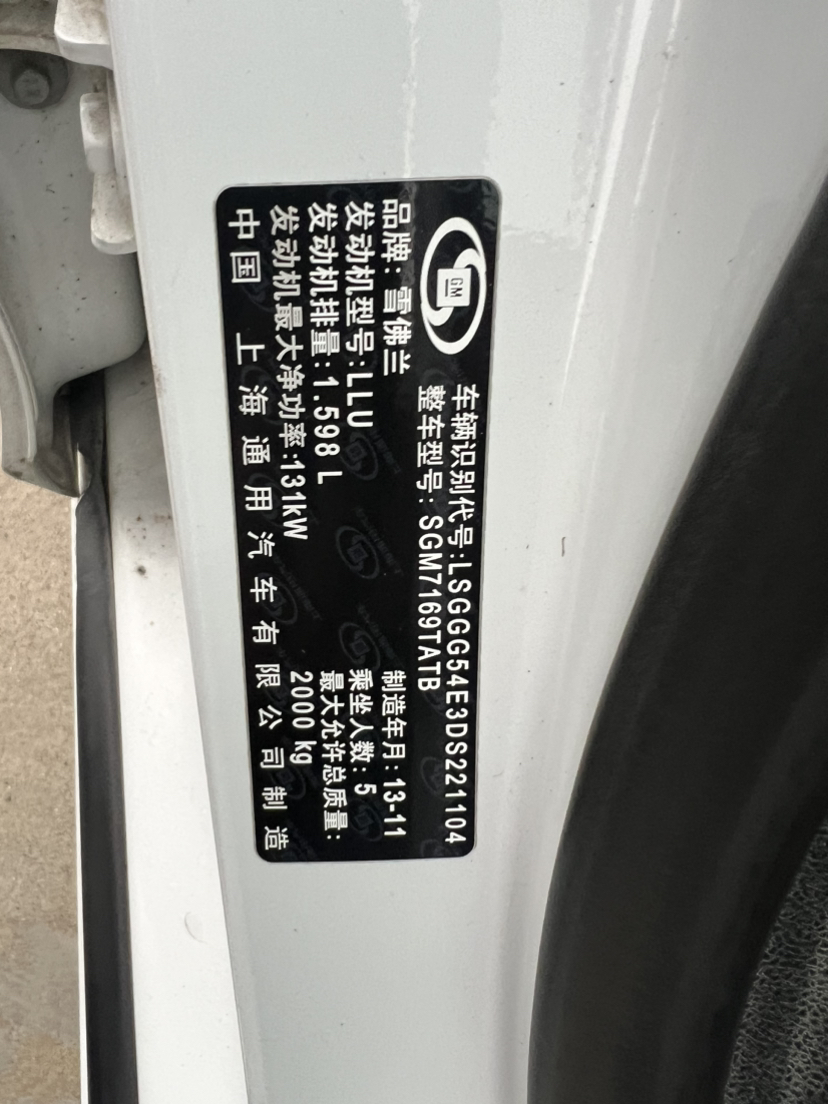 GM
车辆识别代号:LSGGG54E3DS221104
整车型号:SGM7169TATB
品牌:雪佛兰
制造年月:13-11
发动机型号:LLU
乘坐人数:5
发动机排量:1.598 L
最大允许总质量:
发动机最大净功率:131kW
2000 kg
中国 上海通用汽车有限公司制造